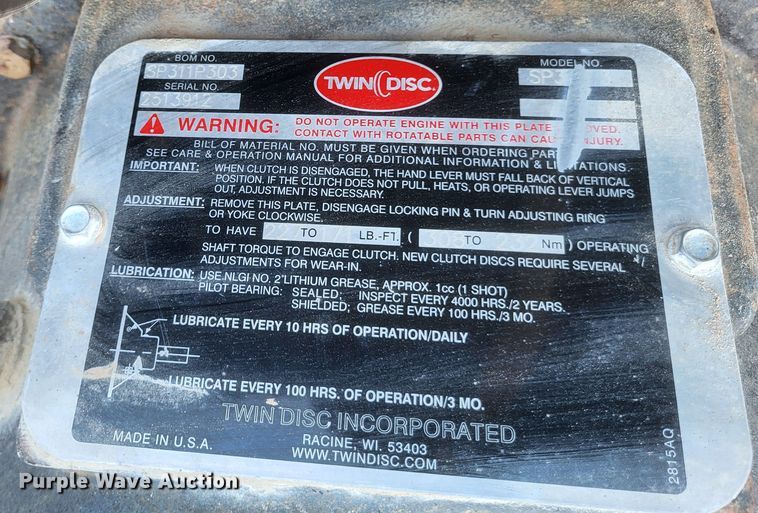 BOM NO.
SP311P303
MODEL NO.
TWIN DISC.
SERIAL NO.
WARNING: DO NOT OPERATE ENGINE WITH THIS PLATE
CONTACT WITH ROTATABLE PARTS CAN INJURY.
BILL OF MATERIAL NO. MUST BE GIVEN WHEN ORDERING
SEE CARE & OPERATION MANUAL FOR ADDITIONAL INFORMATION &
IMPORTANT: WHEN CLUTCH IS DISENGAGED, THE HAND LEVER MUST FALL BACK OF VERTICAL
POSITION. IF THE CLUTCH DOES NOT PULL, HEATS, OR OPERATING LEVER JUMPS
OUT, ADJUSTMENT IS NECESSARY.
ADJUSTMENT: REMOVE THIS PLATE, DISENGAGE LOCKING PIN & TURN ADJUSTING RING
OR YOKE CLOCKWISE.
TO HAVE TO LB.-FT. ( TO Nm ) OPERATING
SHAFT TORQUE TO ENGAGE CLUTCH. NEW CLUTCH DISCS REQUIRE SEVERAL
ADJUSTMENTS FOR WEAR-IN.
LUBRICATION: USE NLGI NO. 2 LITHIUM GREASE, APPROX. 1cc (1 SHOT)
PILOT BEARING: SEALED; INSPECT EVERY 4000 HRS./2 YEARS.
SHIELDED; GREASE EVERY 100 HRS./3 MO.
LUBRICATE EVERY 10 HRS OF OPERATION/DAILY
LUBRICATE EVERY 100 HRS. OF OPERATION/3 MO.
TWIN DISC INCORPORATED
MADE IN U.S.A.
RACINE, WI. 53403
WWW.TWINDISC.COM
2815AQ
Purple Wave Auction